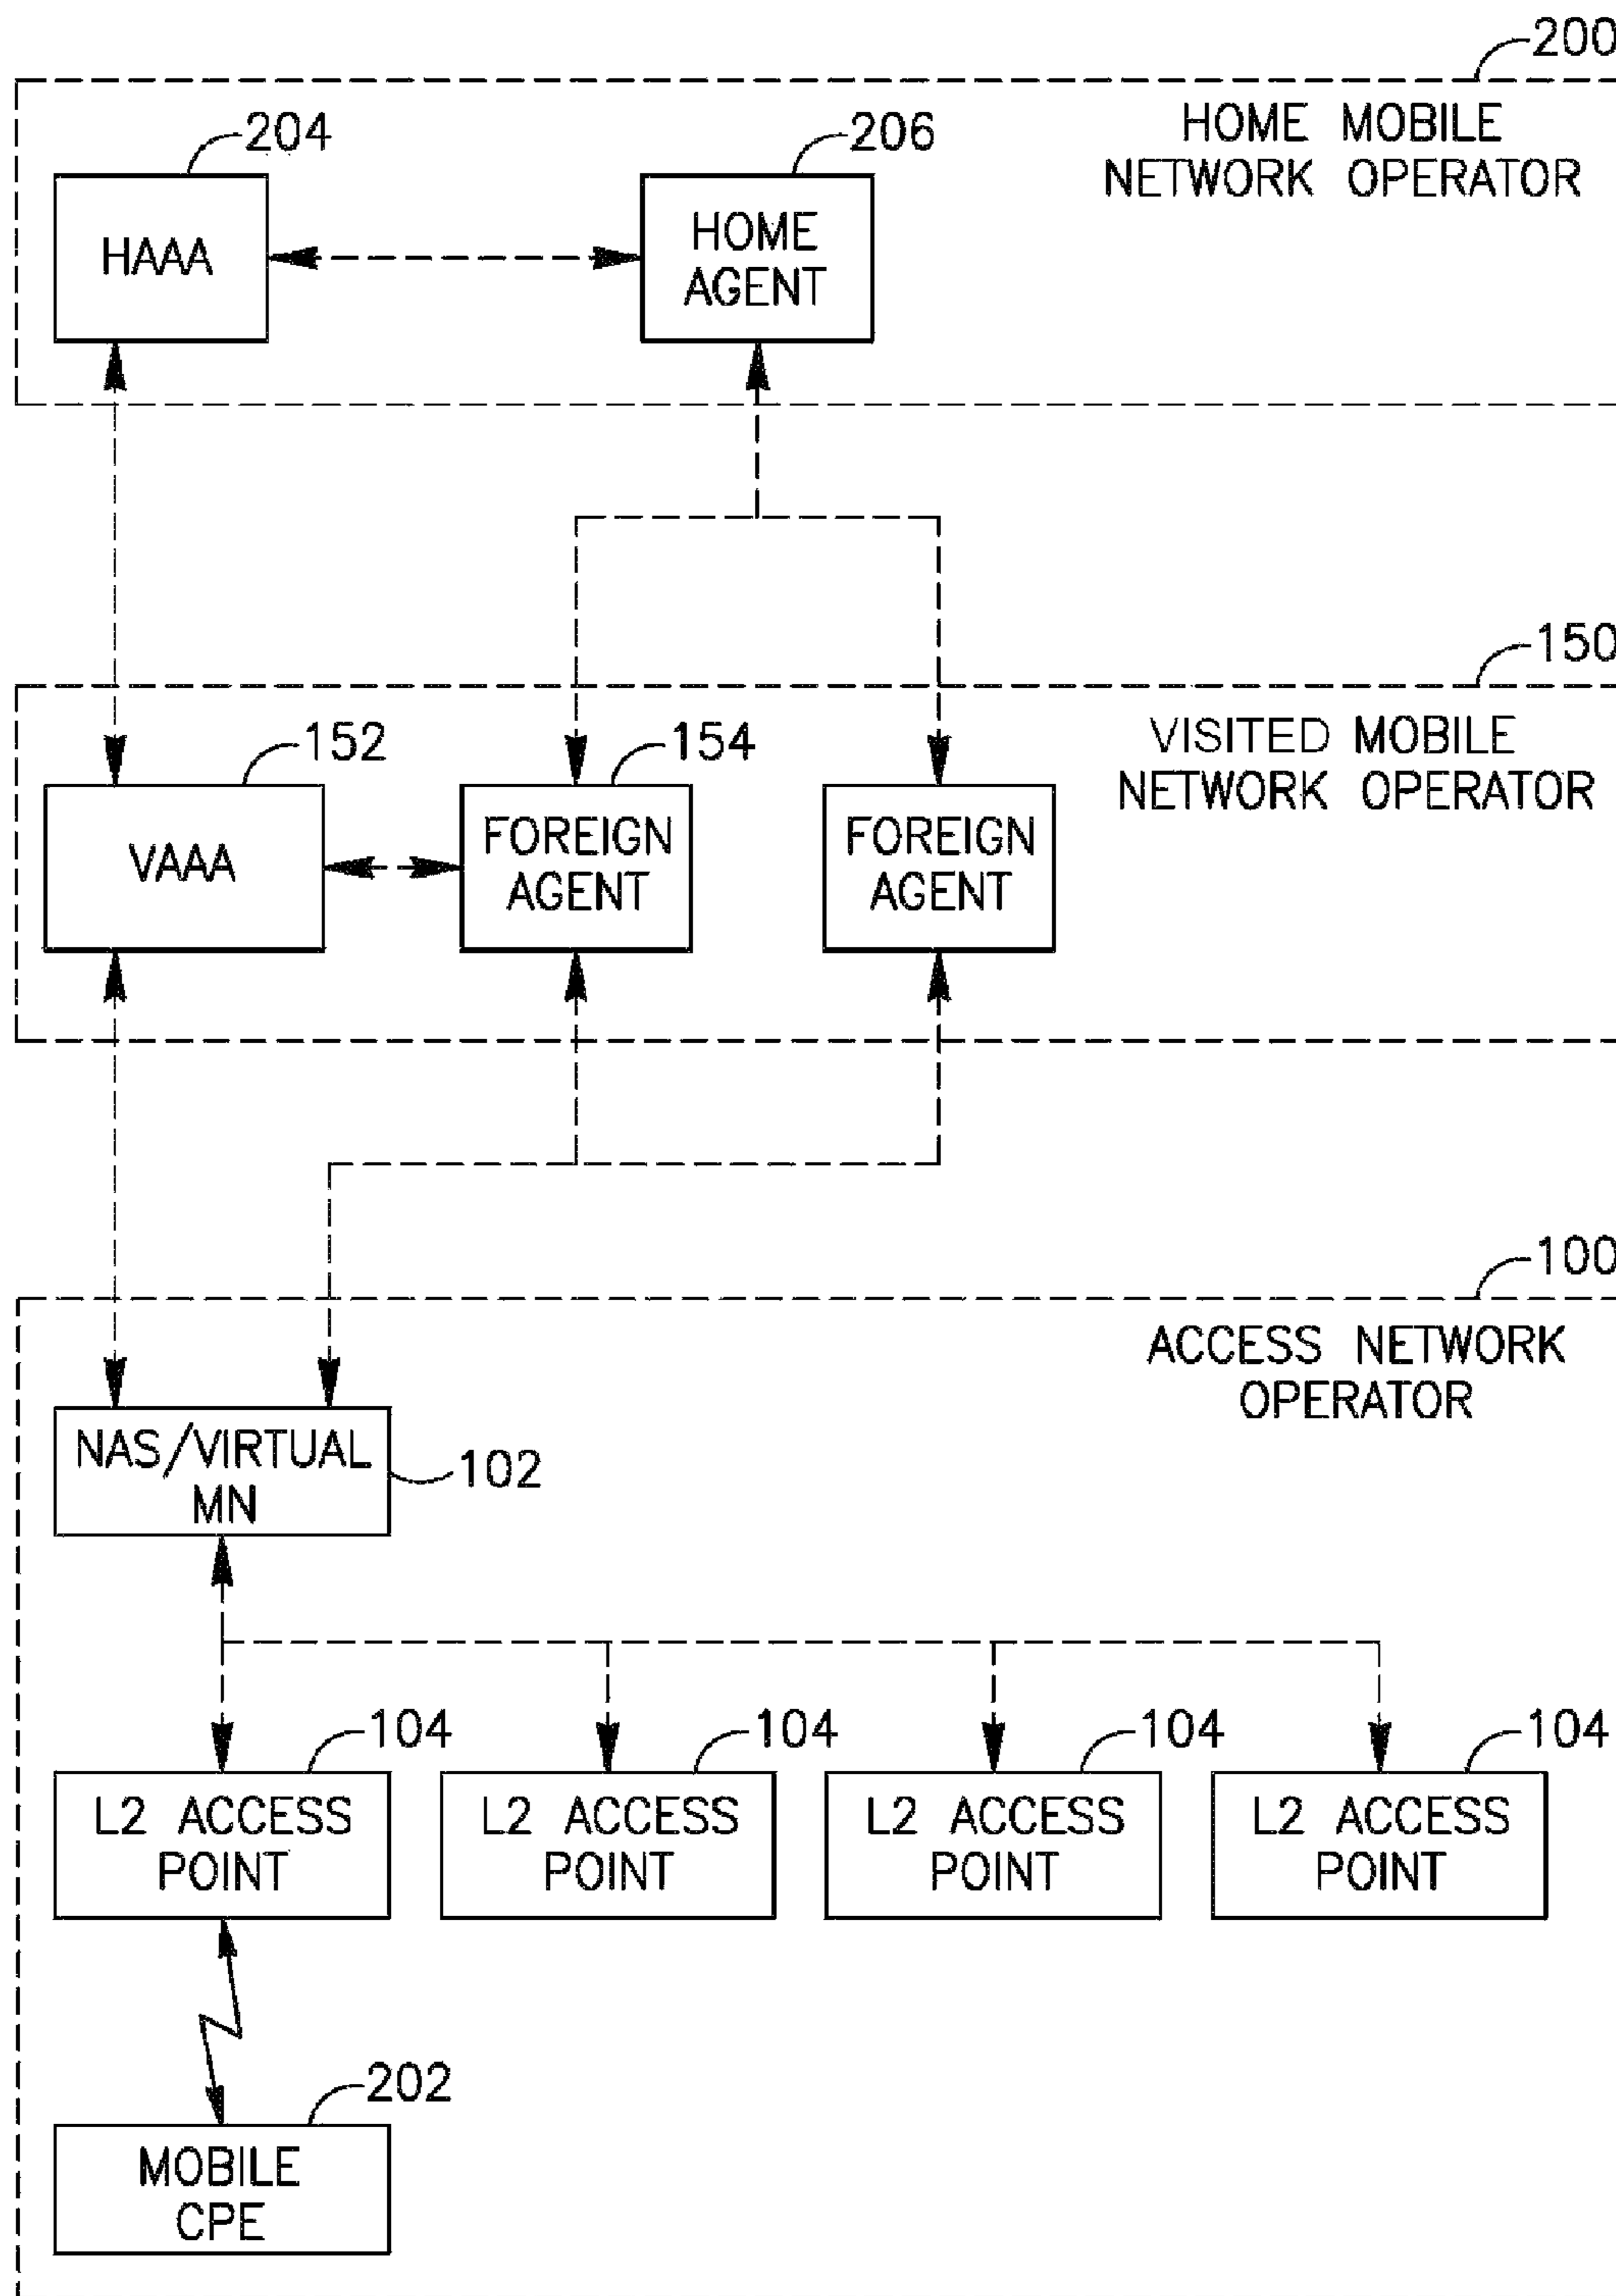 200
HOME MOBILE
NETWORK OPERATOR
204
206
HAAA
HOME
AGENT
150
VISITED MOBILE
NETWORK OPERATOR
152
154
VAAA
FOREIGN
AGENT
FOREIGN
AGENT
100
ACCESS NETWORK
OPERATOR
NAS/VIRTUAL
MN
102
104
104
104
104
L2 ACCESS
POINT
L2 ACCESS
POINT
L2 ACCESS
POINT
L2 ACCESS
POINT
202
MOBILE
CPE